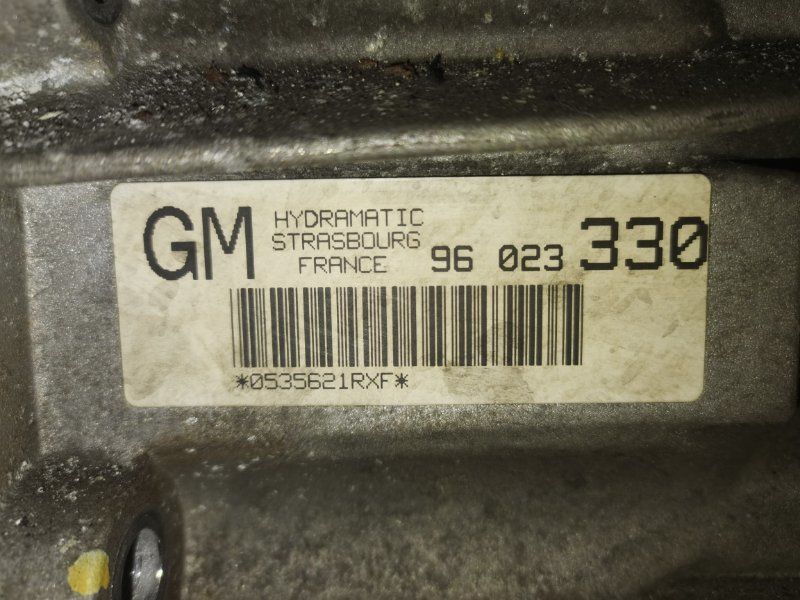 GM HYDRAMATIC
STRASBOURG
FRANCE 96 023 330
*0535621RXF*